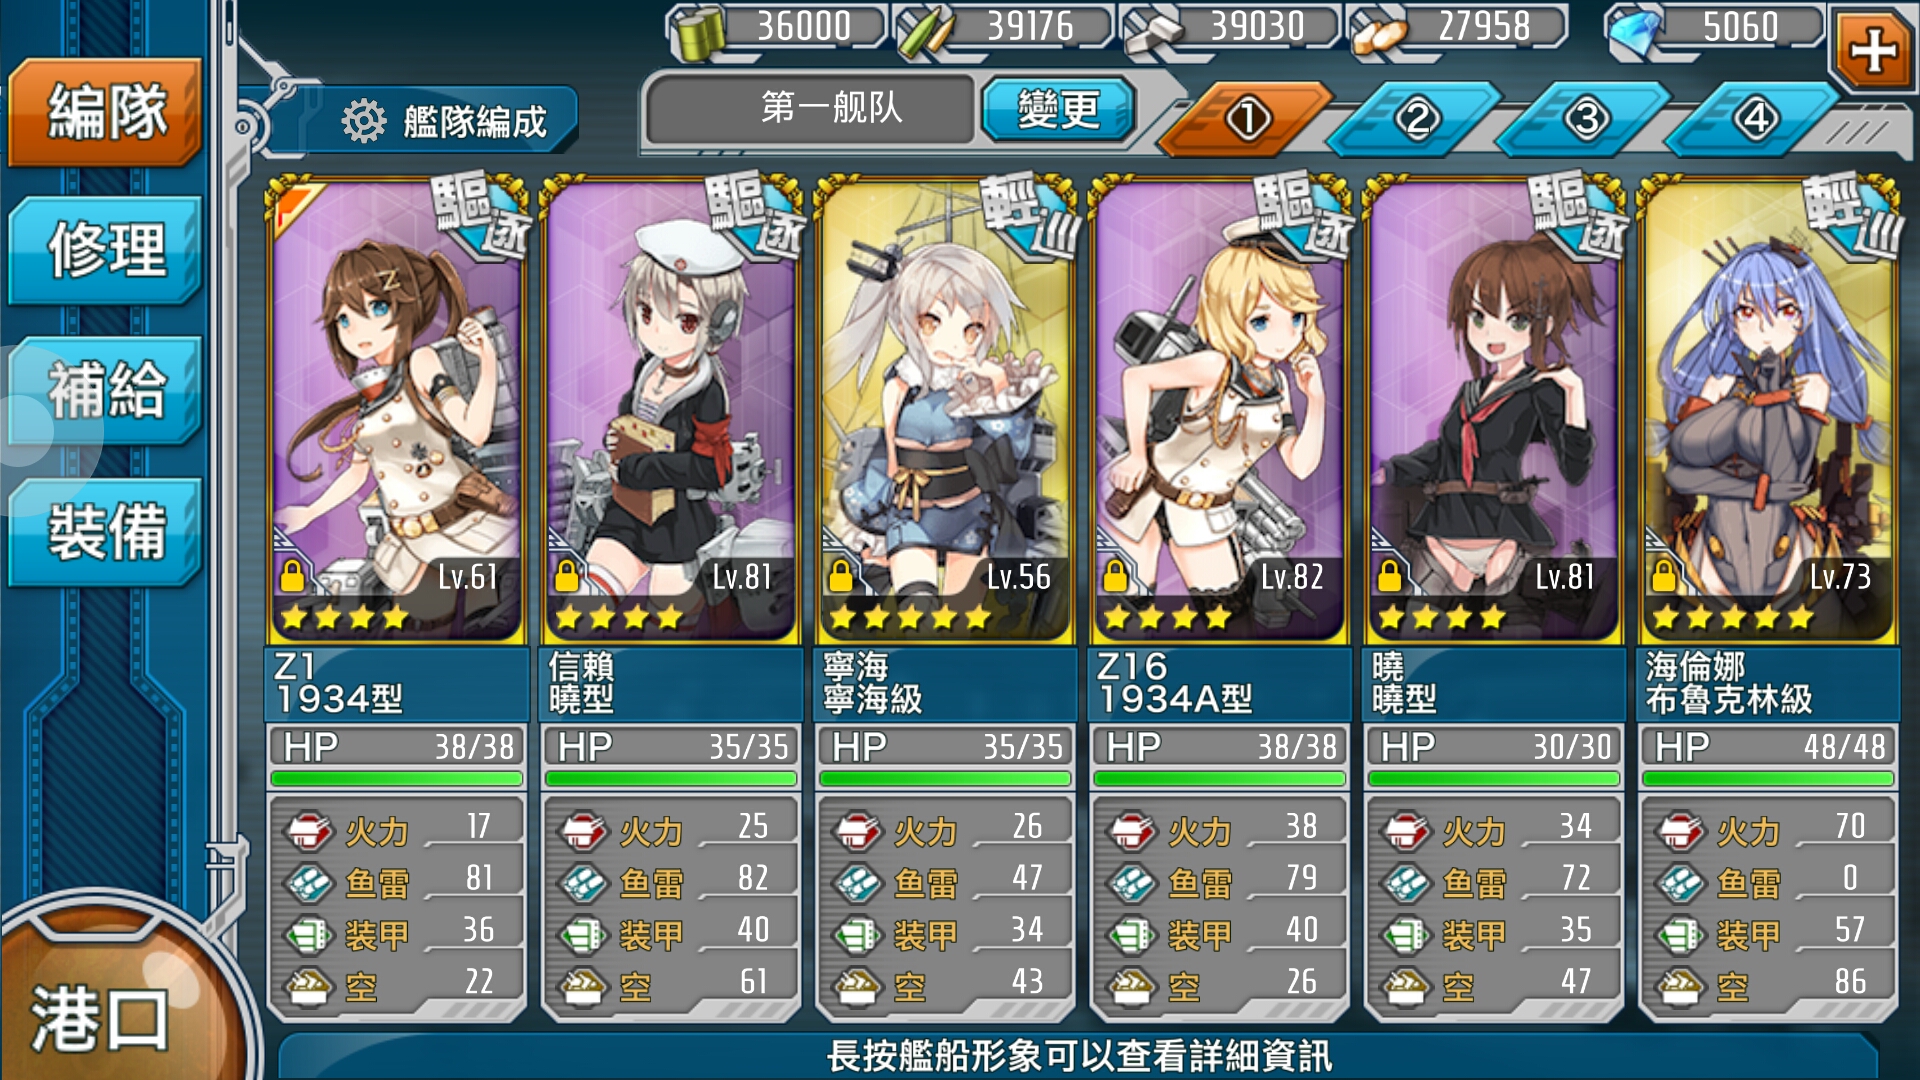 36000
39176
39030
27958
5060
編隊
艦隊編成
第一舰队
變更
1
2
3
4
修理
補給
裝備
港口
驅逐
Z
Lv.61
Z1
1934型
HP 38/38
火力 17
鱼雷 81
装甲 36
空 22
驅逐
Lv.81
信賴
曉型
HP 35/35
火力 25
鱼雷 82
装甲 40
空 61
輕巡
Lv.56
寧海
寧海級
HP 35/35
火力 26
鱼雷 47
装甲 34
空 43
驅逐
Lv.82
Z16
1934A型
HP 38/38
火力 38
鱼雷 79
装甲 40
空 26
驅逐
Lv.81
曉
曉型
HP 30/30
火力 34
鱼雷 72
装甲 35
空 47
輕巡
Lv.73
海倫娜
布魯克林級
HP 48/48
火力 70
鱼雷 0
装甲 57
空 86
長按艦船形象可以查看詳細資訊